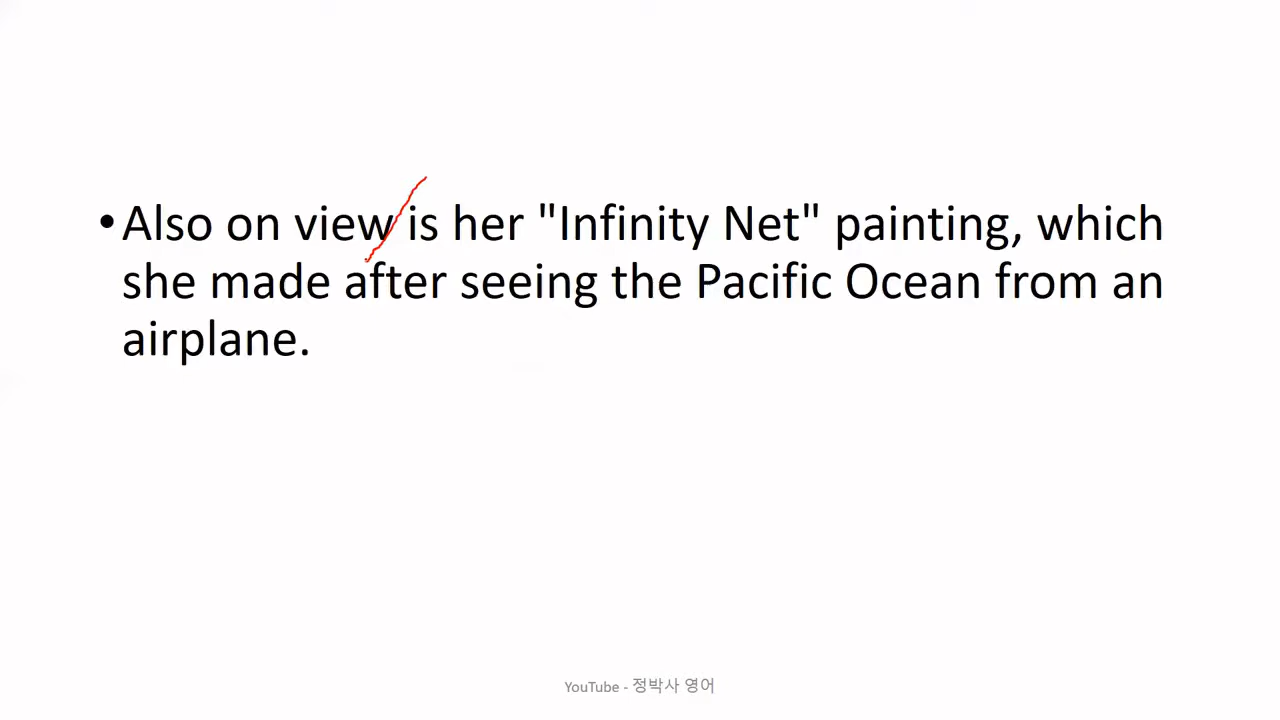 •Also on view is her "Infinity Net" painting, which
she made after seeing the Pacific Ocean from an
airplane.
YouTube - 정박사 영어